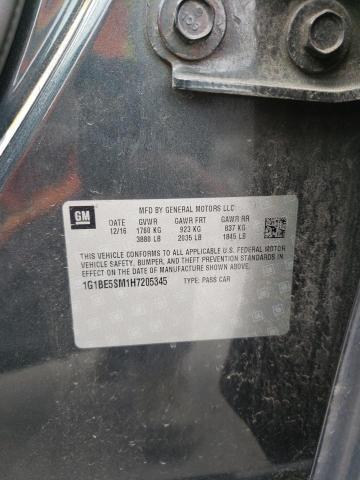 GM
MFD BY GENERAL MOTORS LLC
DATE GVWR GAWR FRT GAWR RR
12/16 1760 KG 923 KG 837 KG
3880 LB 2035 LB 1845 LB
THIS VEHICLE CONFORMS TO ALL APPLICABLE U.S. FEDERAL MOTOR
VEHICLE SAFETY, BUMPER, AND THEFT PREVENTION STANDARDS
IN EFFECT ON THE DATE OF MANUFACTURE SHOWN ABOVE.
1G1BE5SM1H7205345 TYPE: PASS CAR